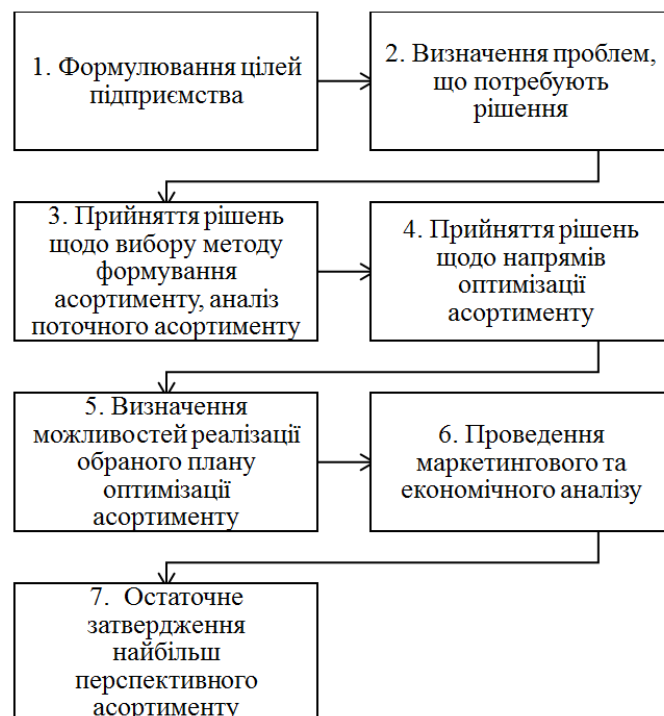 1. Формулювання цілей
підприємства
2. Визначення проблем,
що потребують
рішення
3. Прийняття рішень
щодо вибору методу
формування
асортименту, аналіз
поточного асортименту
4. Прийняття рішень
щодо напрямів
оптимізації
асортименту
5. Визначення
можливостей реалізації
обраного плану
оптимізації
асортименту
6. Проведення
маркетингового та
економічного аналізу
7. Остаточне
затвердження
найбільш
перспективного
асортименту